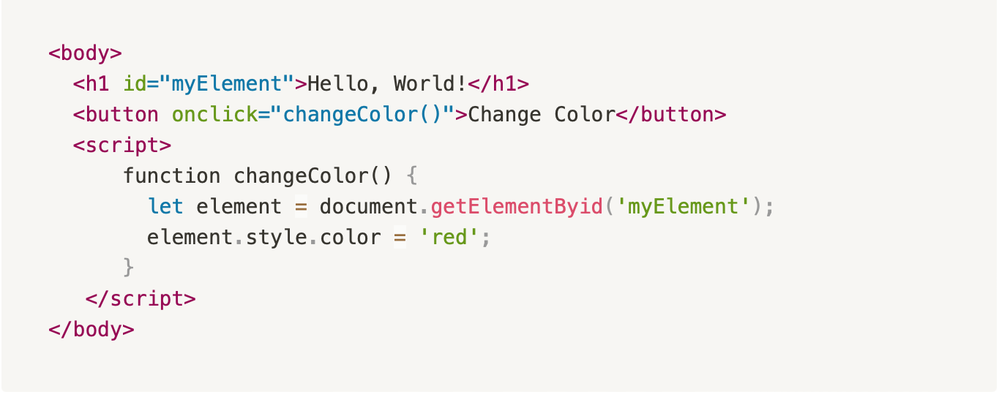 <body>
  <h1 id="myElement">Hello, World!</h1>
  <button onclick="changeColor()">Change Color</button>
  <script>
      function changeColor() {
        let element = document.getElementByid('myElement');
        element.style.color = 'red';
      }
   </script>
</body>